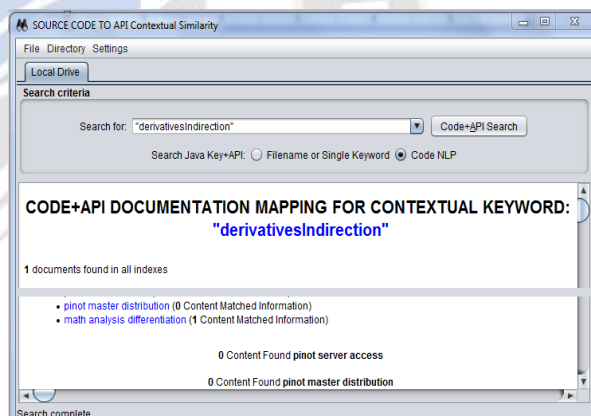 SOURCE CODE TO API Contextual Similarity
File Directory Settings
Local Drive
Search criteria
Search for: "derivativesIndirection" Code+API Search
Search Java Key+API: Filename or Single Keyword Code NLP
CODE+API DOCUMENTATION MAPPING FOR CONTEXTUAL KEYWORD:
"derivativesIndirection"
1 documents found in all indexes
• pinot master distribution (0 Content Matched Information)
• math analysis differentiation (1 Content Matched Information)
0 Content Found pinot server access
0 Content Found pinot master distribution
Search complete